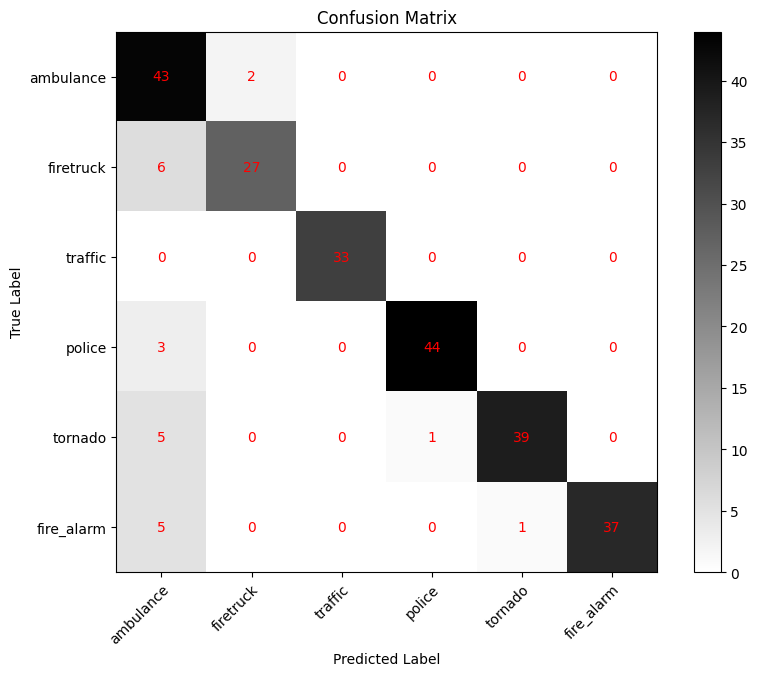 Confusion Matrix
ambulance 43 2 0 0 0 0
firetruck 6 27 0 0 0 0
traffic 0 0 33 0 0 0
police 3 0 0 44 0 0
tornado 5 0 0 1 39 0
fire_alarm 5 0 0 0 1 37
True Label
ambulance firetruck traffic police tornado fire_alarm
Predicted Label
40
35
30
25
20
15
10
5
0